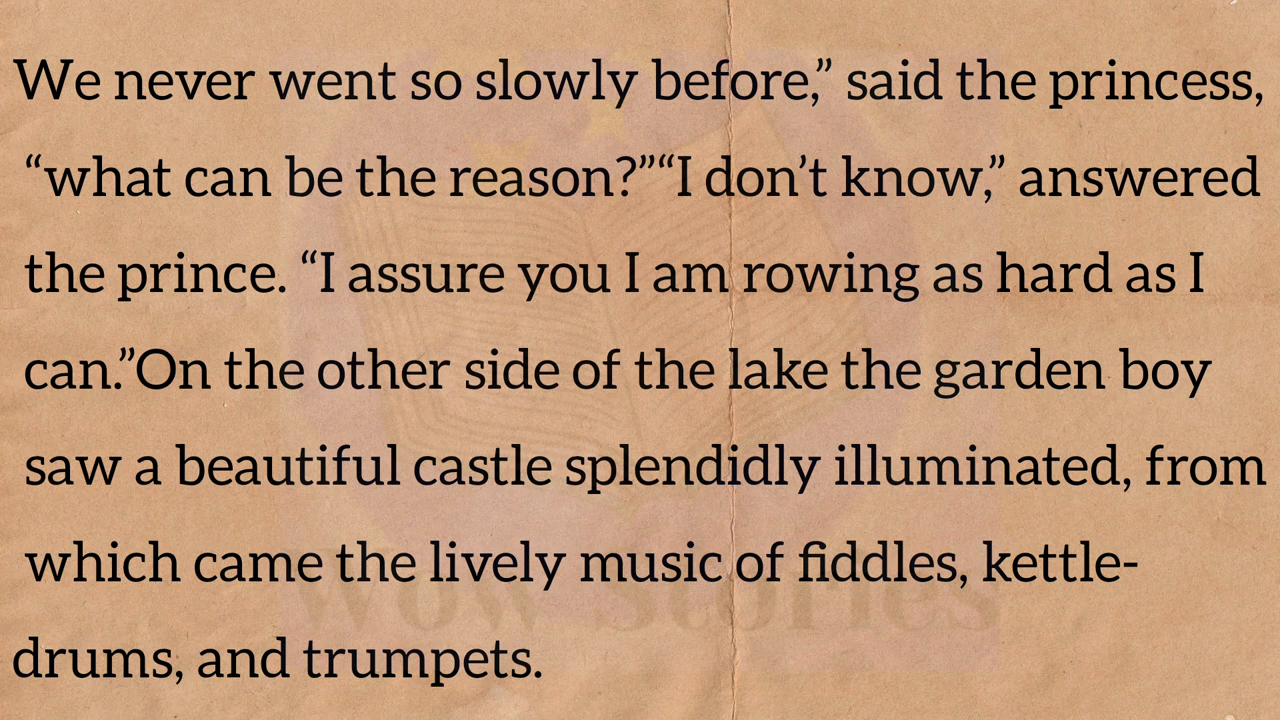 We never went so slowly before,” said the princess,
“what can be the reason?”“I don’t know,” answered
the prince. “I assure you I am rowing as hard as I
can.”On the other side of the lake the garden boy
saw a beautiful castle splendidly illuminated, from
which came the lively music of fiddles, kettle-
drums, and trumpets.
wow Stories